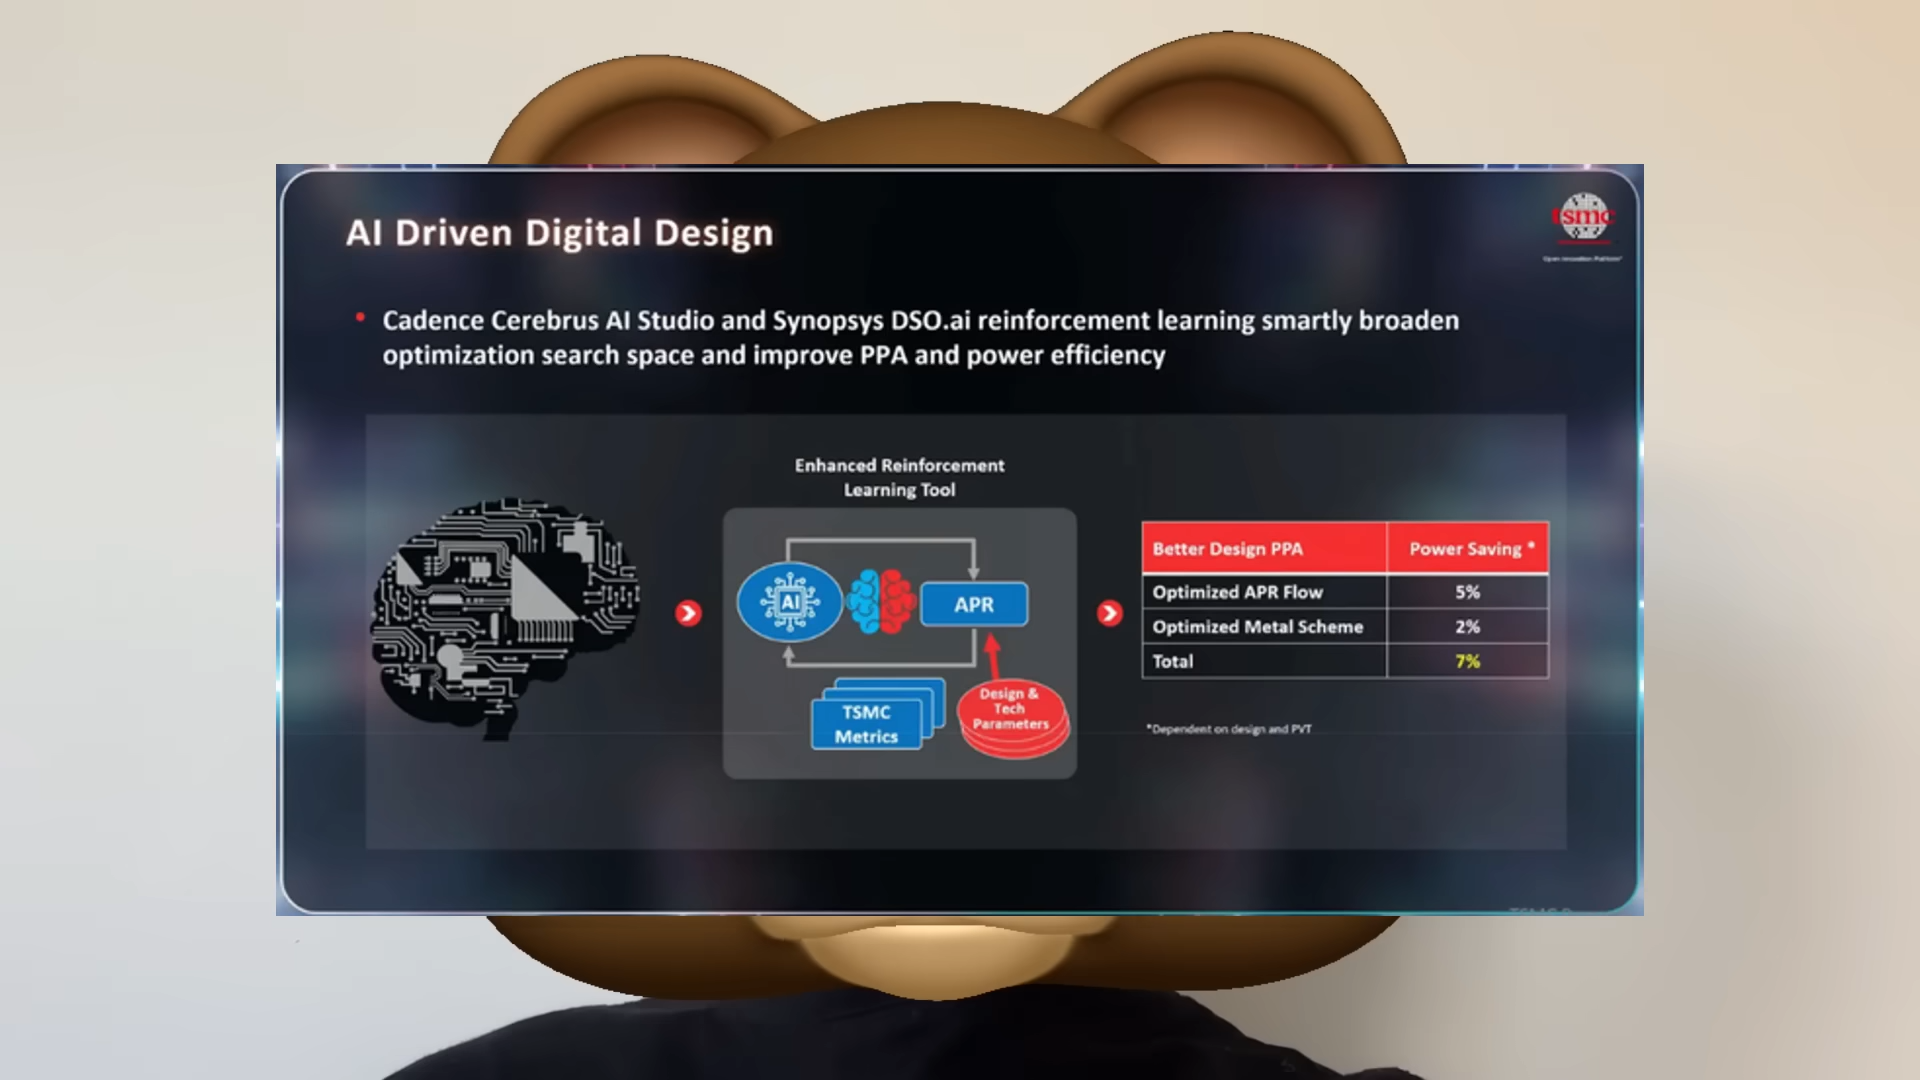 AI Driven Digital Design
tsmc
Open Innovation Platform®
• Cadence Cerebrus AI Studio and Synopsys DSO.ai reinforcement learning smartly broaden
optimization search space and improve PPA and power efficiency
Enhanced Reinforcement
Learning Tool
AI
APR
TSMC
Metrics
Design &
Tech
Parameters
Better Design PPA Power Saving *
Optimized APR Flow 5%
Optimized Metal Scheme 2%
Total 7%
*Dependent on design and PVT